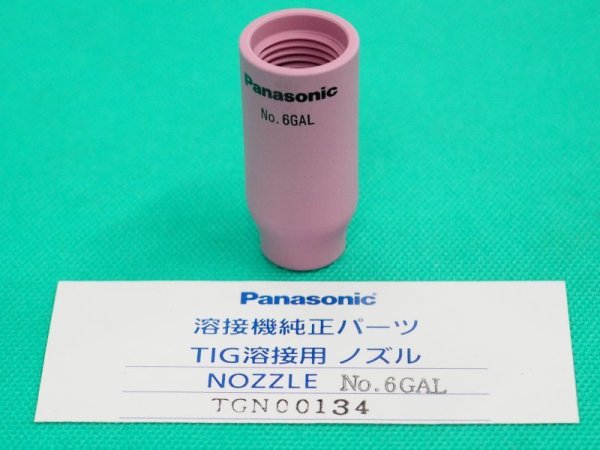 Panasonic
No. 6GAL
Panasonic
溶接機純正パーツ
TIG溶接用 ノズル
NOZZLE No.6GAL
TGN00134